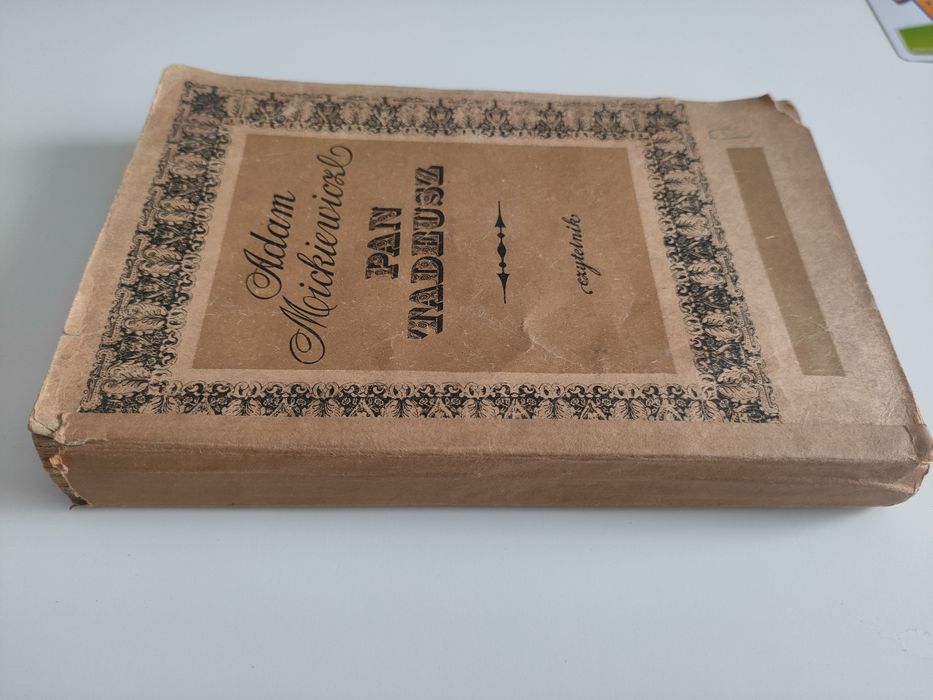 Adam
Mickiewicz
PAN
TADEUSZ
czytelnik